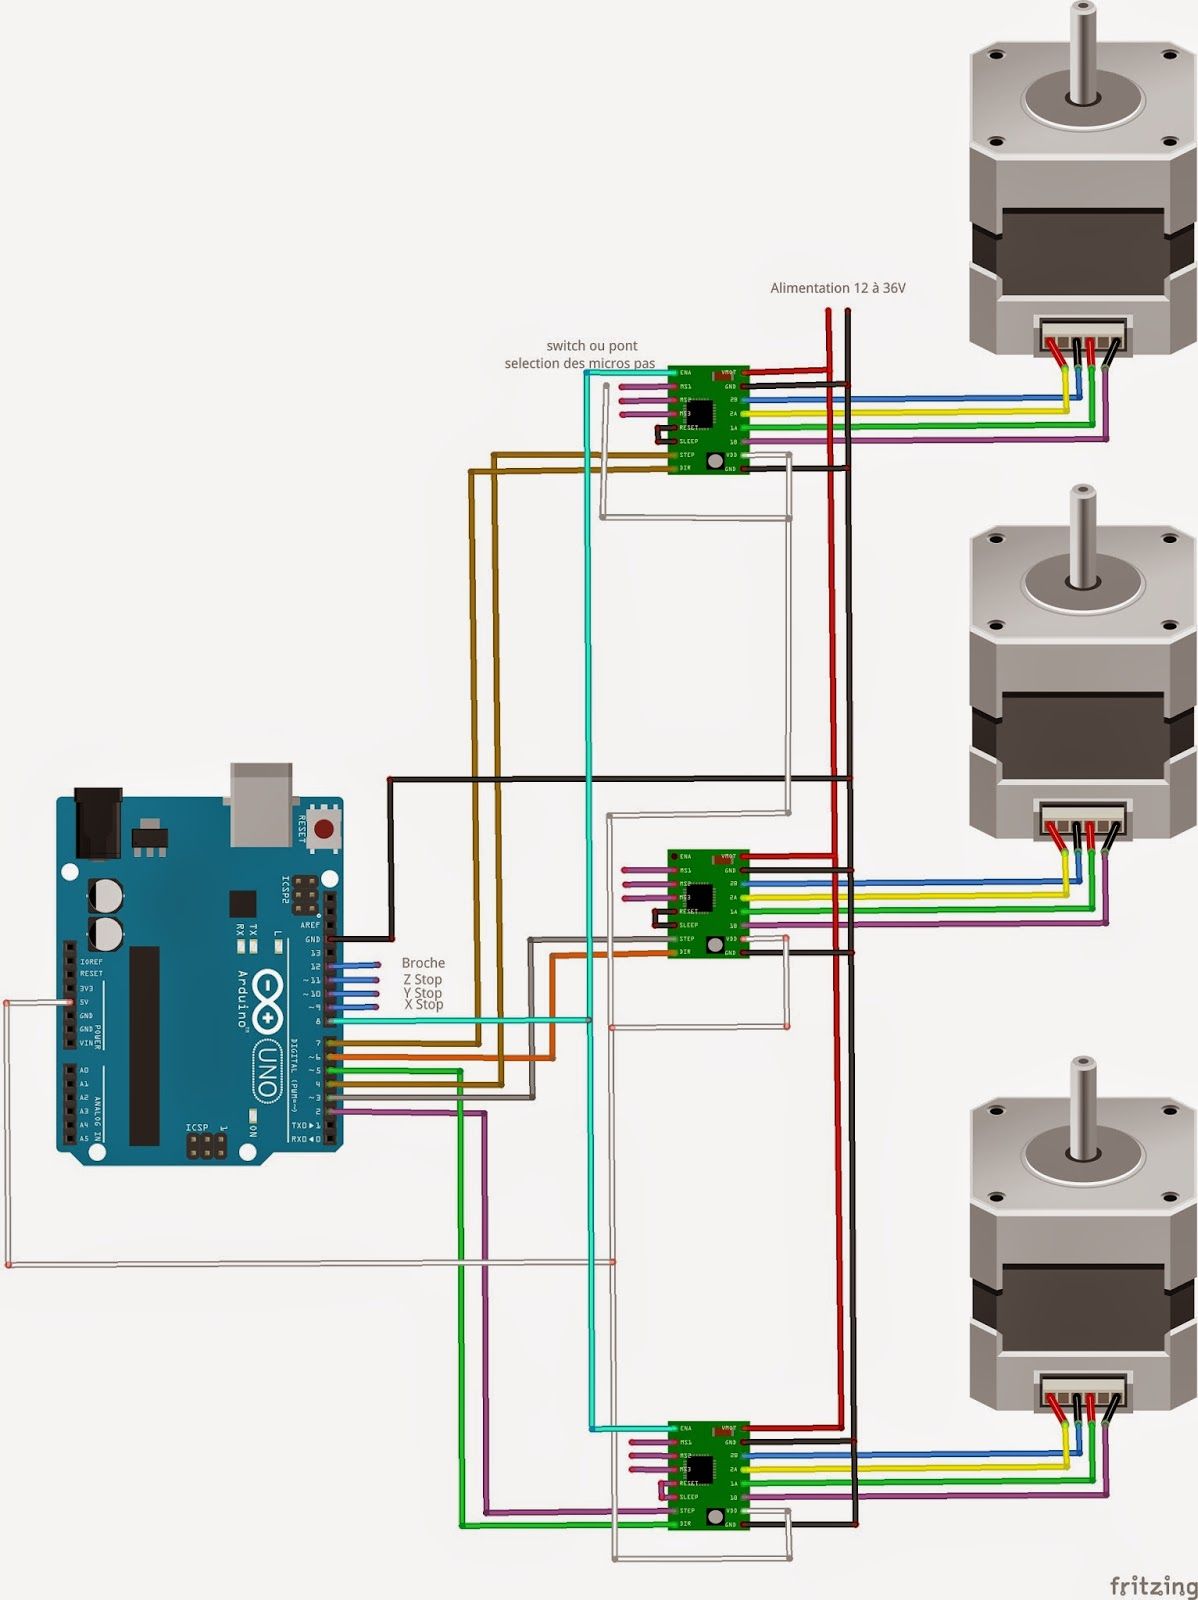 Alimentation 12 à 36V
switch ou pont
selection des micros pas
ENA
MS1
MS2
MS3
RESET
SLEEP
STEP
DIR
VMOT
GND
2B
2A
1A
1B
VDD
GND
RESET
ICSP2
AREF
GND
13
12
~11
~10
~9
8
7
~6
~5
4
~3
2
TX0▶1
RX0◀0
DIGITAL (PWM=~)
L
TX
RX
Arduino™
UNO
ON
ICSP
1
IOREF
RESET
3V3
5V
GND
GND
VIN
POWER
A0
A1
A2
A3
A4
A5
ANALOG IN
Broche
Z Stop
Y Stop
X Stop
ENA
MS1
MS2
MS3
RESET
SLEEP
STEP
DIR
VMOT
GND
2B
2A
1A
1B
VDD
GND
ENA
MS1
MS2
MS3
RESET
SLEEP
STEP
DIR
VMOT
GND
2B
2A
1A
1B
VDD
GND
fritzing